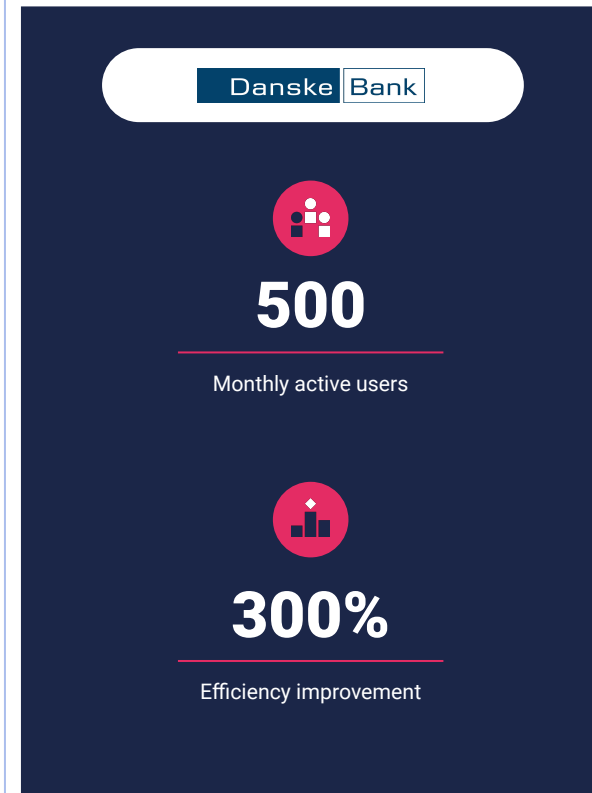 Danske Bank
500
Monthly active users
300%
Efficiency improvement